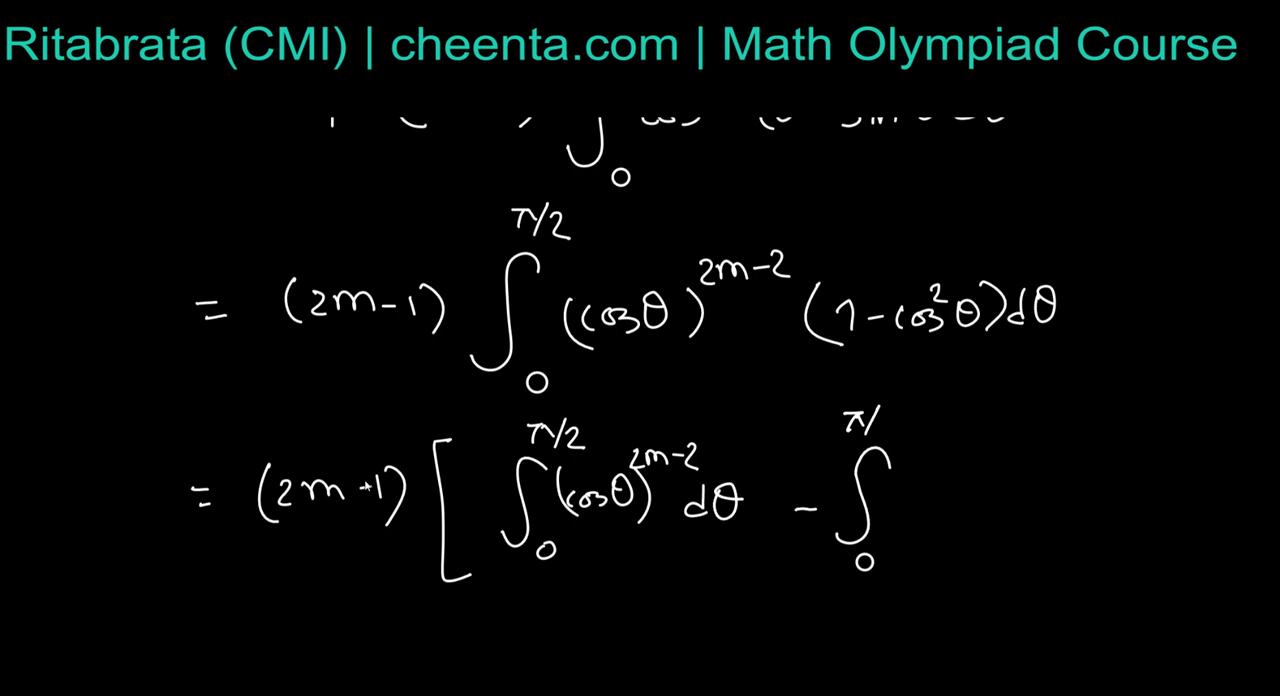 Ritabrata (CMI) | cheenta.com | Math Olympiad Course
0
= (2m-1) ∫₀^{π/2} (cosθ)^{2m-2} (1-cos²θ)dθ
= (2m-1) [ ∫₀^{π/2} (cosθ)^{2m-2} dθ - ∫₀^{π/}